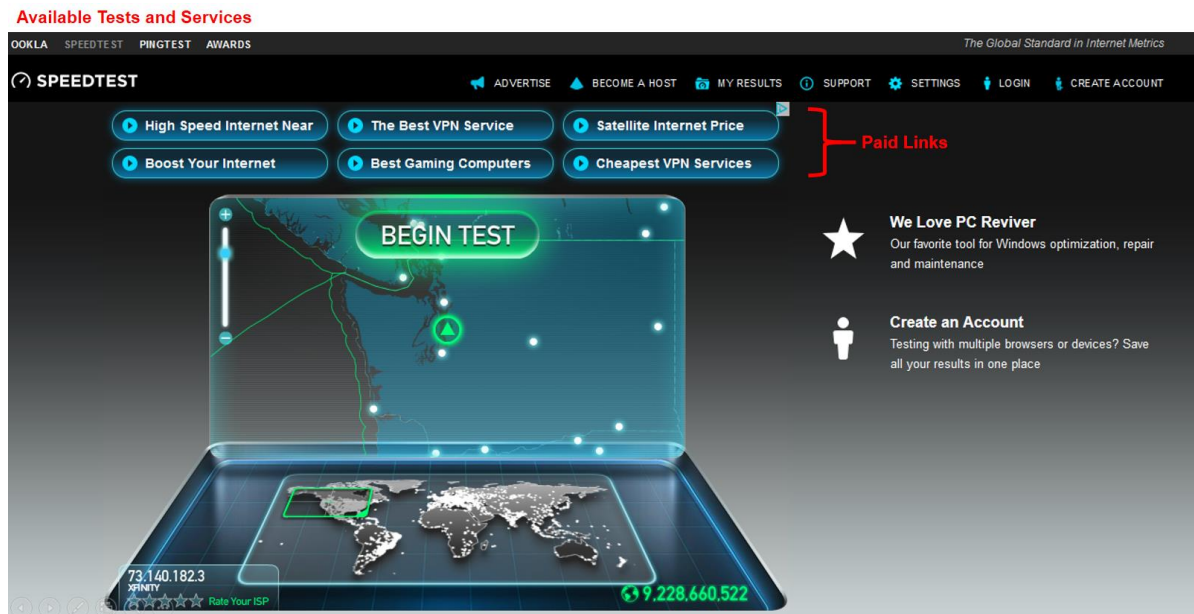 Available Tests and Services
OOKLA SPEEDTEST PINGTEST AWARDS
The Global Standard in Internet Metrics
SPEEDTEST
ADVERTISE BECOME A HOST MY RESULTS SUPPORT SETTINGS LOGIN CREATE ACCOUNT
High Speed Internet Near The Best VPN Service Satellite Internet Price
Boost Your Internet Best Gaming Computers Cheapest VPN Services
Paid Links
BEGIN TEST
We Love PC Reviver
Our favorite tool for Windows optimization, repair
and maintenance
Create an Account
Testing with multiple browsers or devices? Save
all your results in one place
73.140.182.3
XFINITY
Rate Your ISP
9,228,660,522